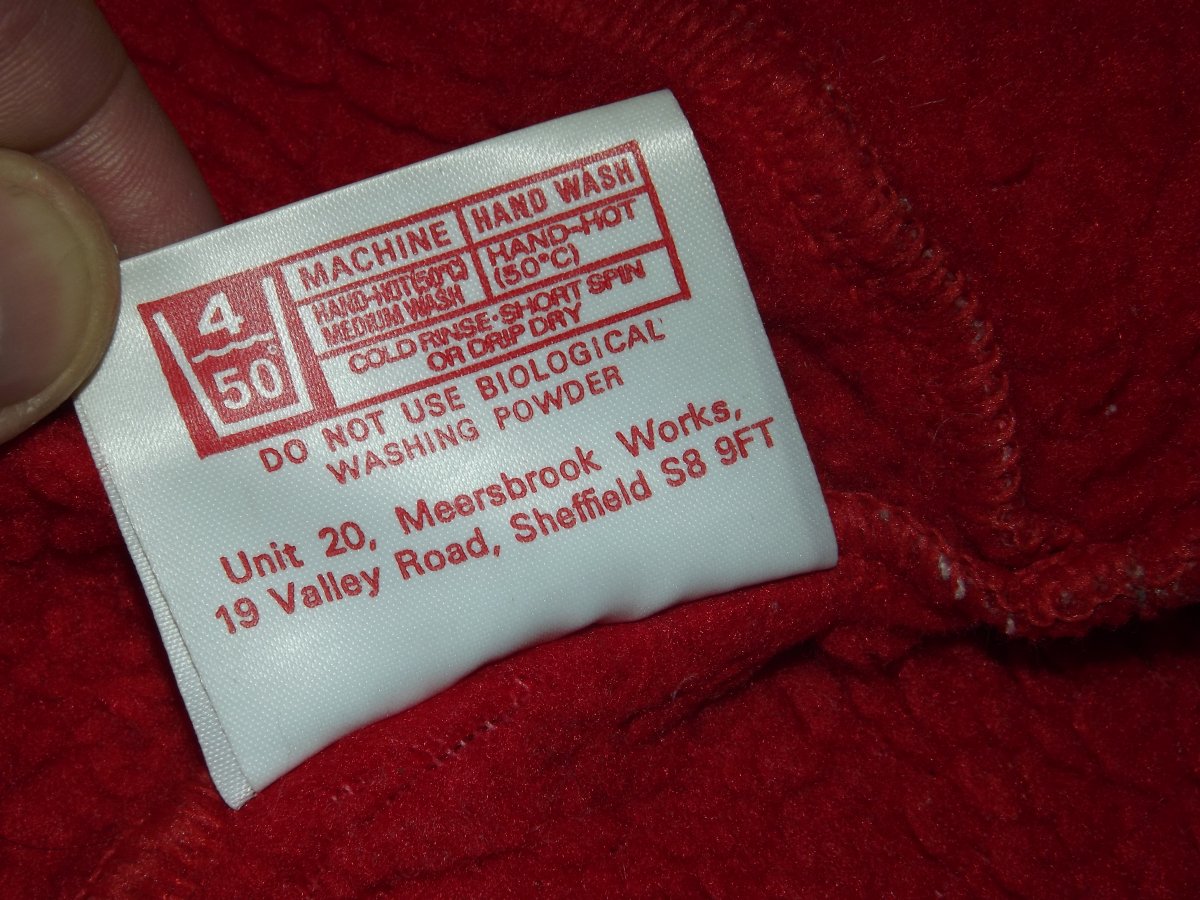 4
50°
MACHINE
HAND WASH
HAND-HOT(50°C)
MEDIUM WASH
HAND-HOT
(50°C)
COLD RINSE·SHORT SPIN
OR DRIP DRY
DO NOT USE BIOLOGICAL
WASHING POWDER
Unit 20, Meersbrook Works,
19 Valley Road, Sheffield S8 9FT